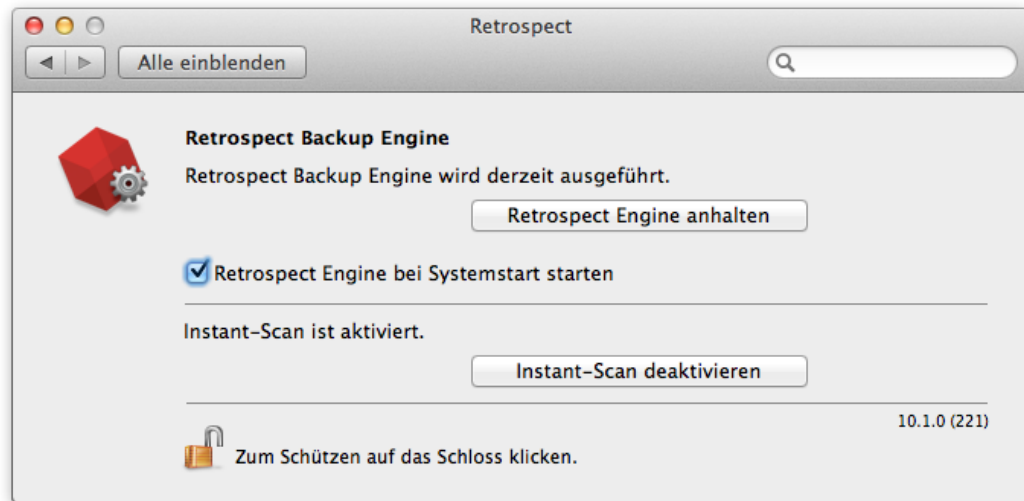 Retrospect
Alle einblenden
Retrospect Backup Engine
Retrospect Backup Engine wird derzeit ausgeführt.
Retrospect Engine anhalten
Retrospect Engine bei Systemstart starten
Instant-Scan ist aktiviert.
Instant-Scan deaktivieren
10.1.0 (221)
Zum Schützen auf das Schloss klicken.